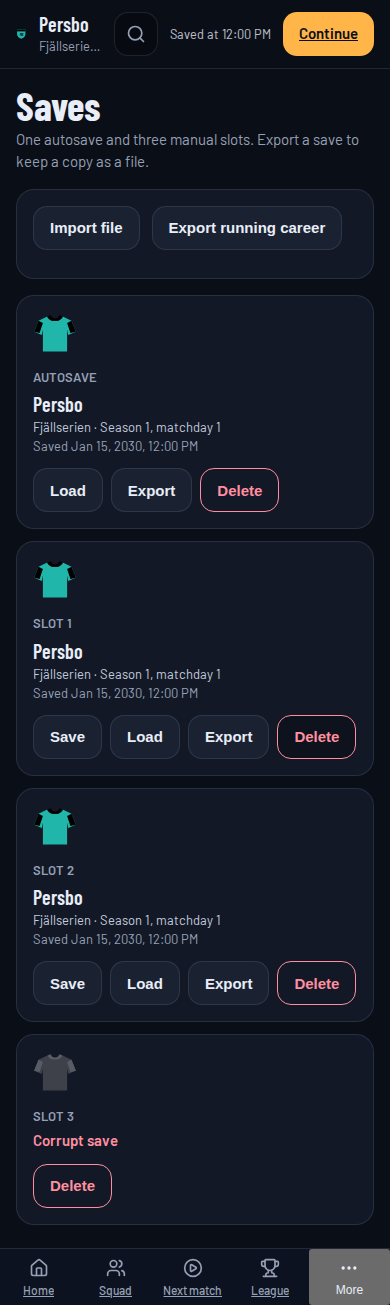 Persbo
Fjällserie...
Saved at 12:00 PM
Continue
Saves
One autosave and three manual slots. Export a save to
keep a copy as a file.
Import file
Export running career
AUTOSAVE
Persbo
Fjällserien · Season 1, matchday 1
Saved Jan 15, 2030, 12:00 PM
Load
Export
Delete
SLOT 1
Persbo
Fjällserien · Season 1, matchday 1
Saved Jan 15, 2030, 12:00 PM
Save
Load
Export
Delete
SLOT 2
Persbo
Fjällserien · Season 1, matchday 1
Saved Jan 15, 2030, 12:00 PM
Save
Load
Export
Delete
SLOT 3
Corrupt save
Delete
Home
Squad
Next match
League
More